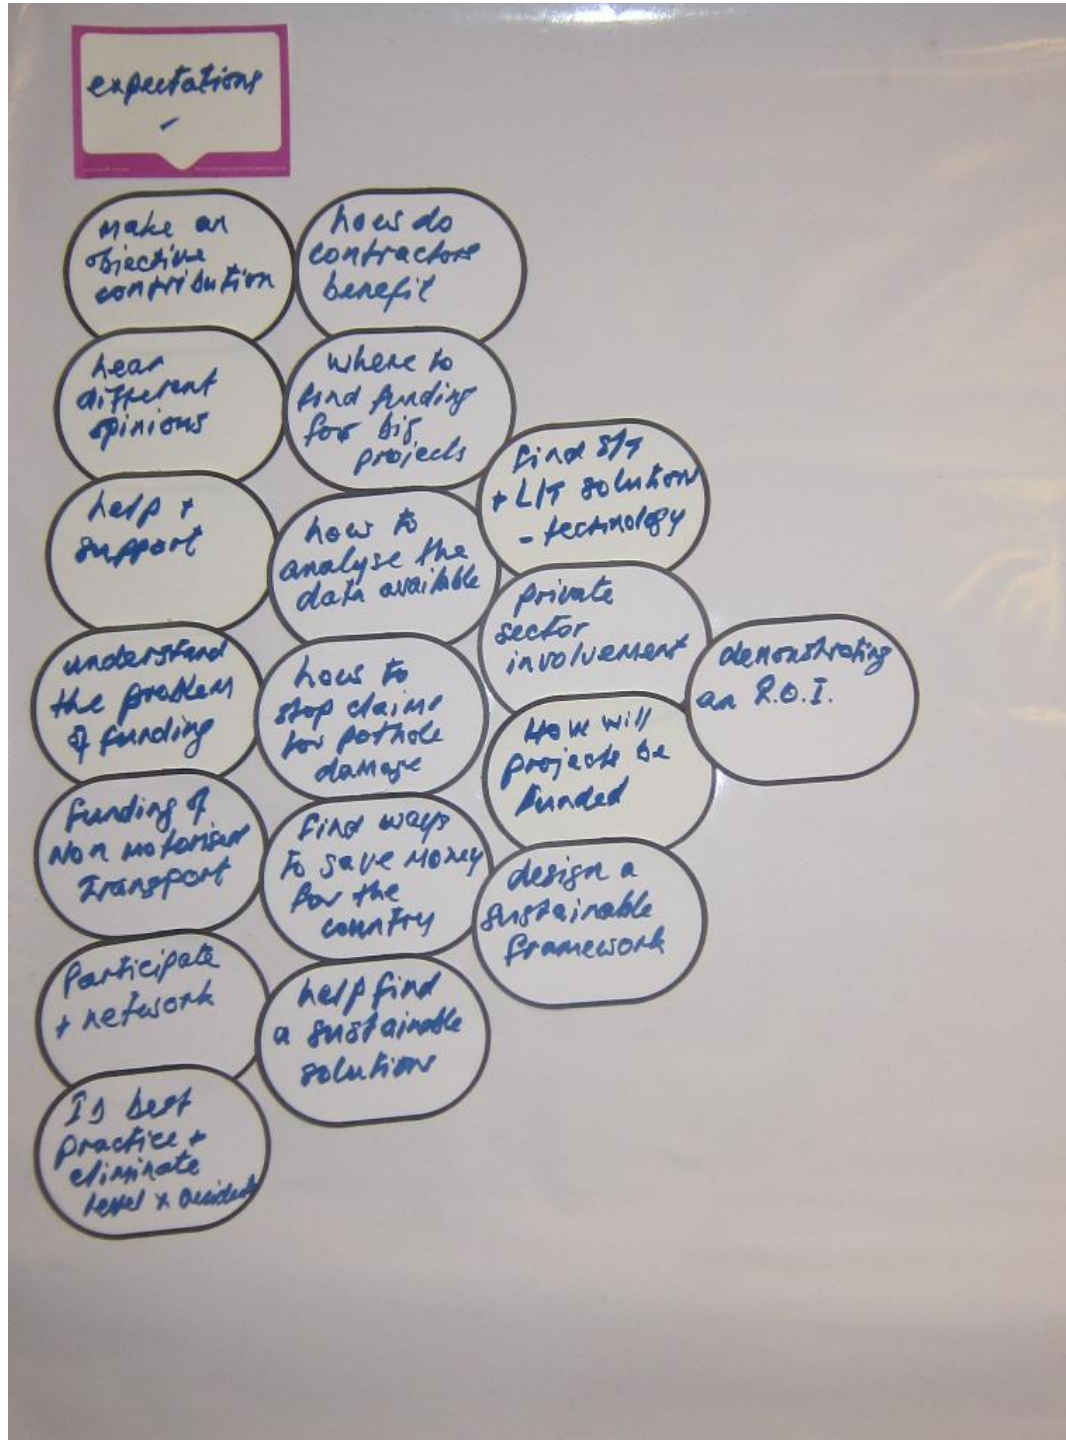 expectations
make an
objective
contribution
hear
different
opinions
help +
support
understand
the problem
of funding
Funding of
Non motorised
Transport
Participate
+ network
ID best
practice +
eliminate
level x
how do
contractors
benefit
where to
find funding
for big
projects
how to
analyse the
data available
how to
stop claims
for pothole
damage
find ways
to save money
for the
country
help find
a sustainable
solution
find S/T
+ L/T solution
- technology
private
sector
involvement
How will
projects be
funded
design a
sustainable
framework
demonstrating
an R.O.I.